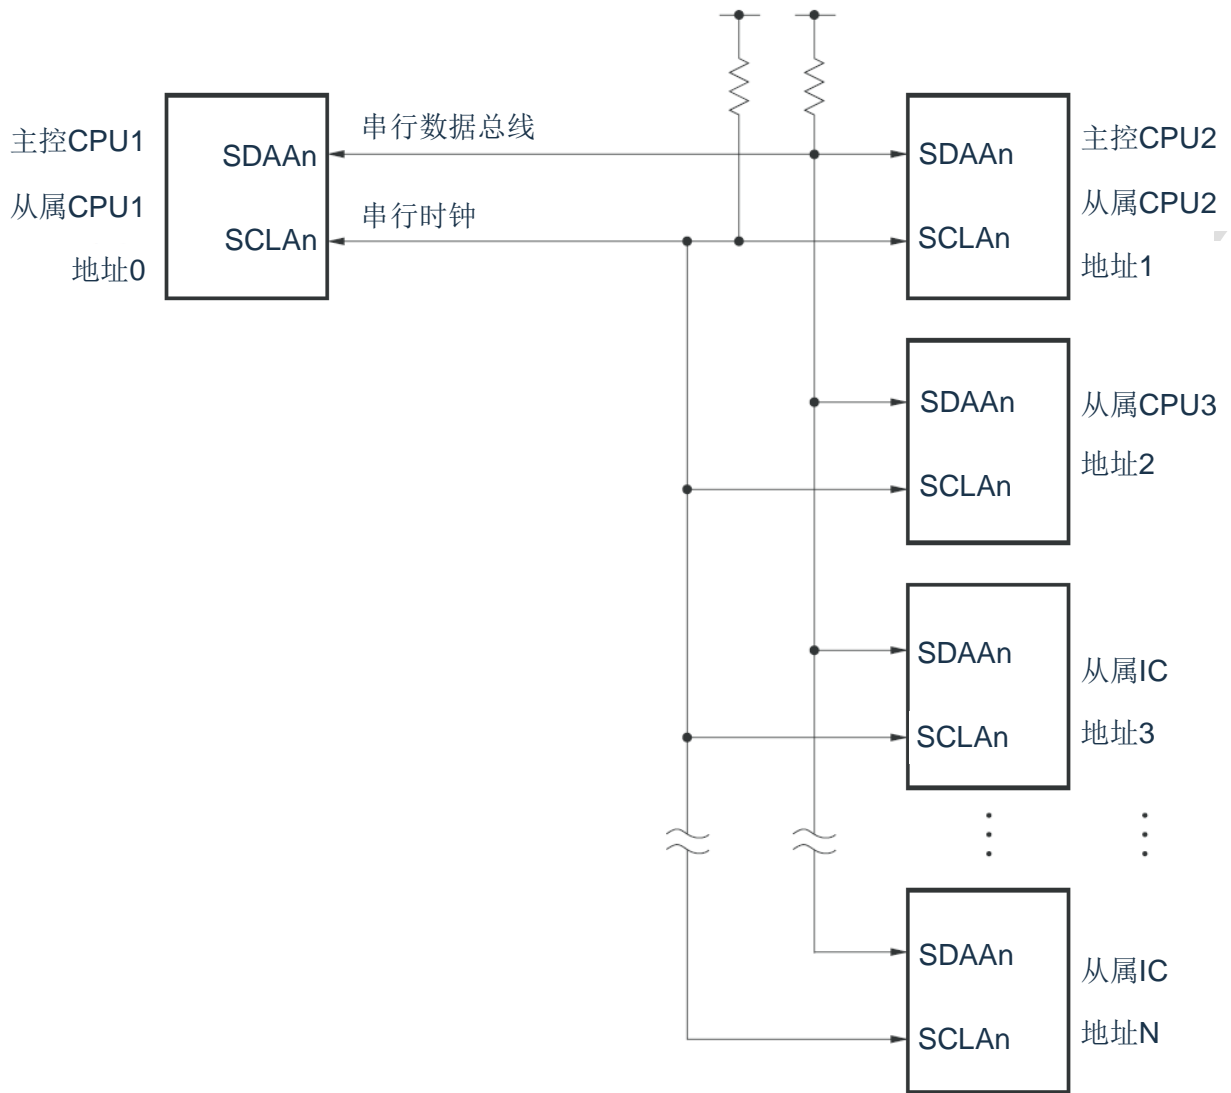 主控CPU1
从属CPU1
地址0
SDAAn
SCLAn
串行数据总线
串行时钟
SDAAn
SCLAn
主控CPU2
从属CPU2
地址1
SDAAn
SCLAn
从属CPU3
地址2
SDAAn
SCLAn
从属IC
地址3
SDAAn
SCLAn
从属IC
地址N